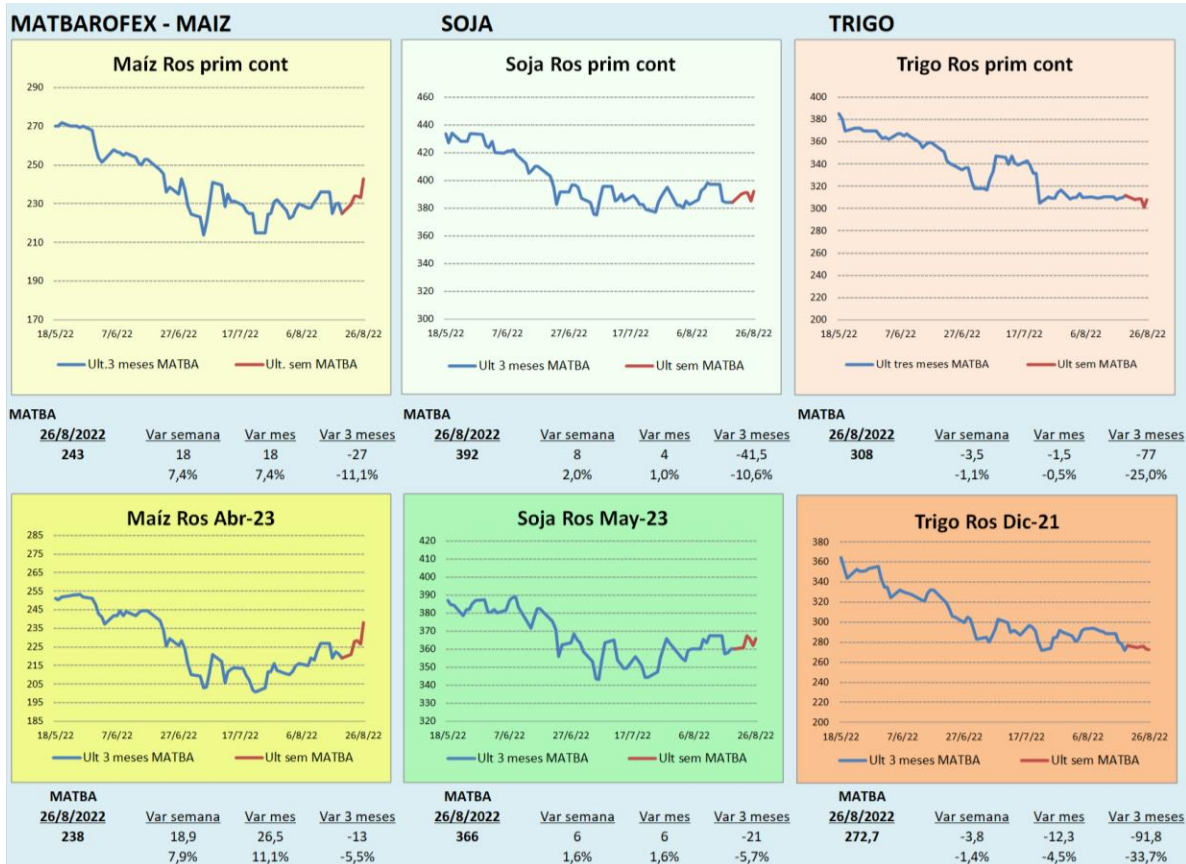 MATBAROFEX - MAIZ
SOJA
TRIGO
Maíz Ros prim cont
290
270
250
230
210
190
170
18/5/22 7/6/22 27/6/22 17/7/22 6/8/22 26/8/22
Ult.3 meses MATBA Ult. sem MATBA
Soja Ros prim cont
460
440
420
400
380
360
340
320
300
18/5/22 7/6/22 27/6/22 17/7/22 6/8/22 26/8/22
Ult 3 meses MATBA Ult sem MATBA
Trigo Ros prim cont
400
380
360
340
320
300
280
260
240
220
200
18/5/22 7/6/22 27/6/22 17/7/22 6/8/22 26/8/22
Ult tres meses MATBA Ult sem MATBA
MATBA
26/8/2022 Var semana Var mes Var 3 meses
243 18 18 -27
7,4% 7,4% -11,1%
MATBA
26/8/2022 Var semana Var mes Var 3 meses
392 8 4 -41,5
2,0% 1,0% -10,6%
MATBA
26/8/2022 Var semana Var mes Var 3 meses
308 -3,5 -1,5 -77
-1,1% -0,5% -25,0%
Maíz Ros Abr-23
285
275
265
255
245
235
225
215
205
195
185
18/5/22 7/6/22 27/6/22 17/7/22 6/8/22 26/8/22
Ult 3 meses MATBA Ult sem MATBA
Soja Ros May-23
420
410
400
390
380
370
360
350
340
330
320
18/5/22 7/6/22 27/6/22 17/7/22 6/8/22 26/8/22
Ult 3 meses MATBA Ult sem MATBA
Trigo Ros Dic-21
380
360
340
320
300
280
260
240
220
200
18/5/22 7/6/22 27/6/22 17/7/22 6/8/22 26/8/22
Ult 3 meses MATBA Ult sem MATBA
MATBA
26/8/2022 Var semana Var mes Var 3 meses
238 18,9 26,5 -13
7,9% 11,1% -5,5%
MATBA
26/8/2022 Var semana Var mes Var 3 meses
366 6 6 -21
1,6% 1,6% -5,7%
MATBA
26/8/2022 Var semana Var mes Var 3 meses
272,7 -3,8 -12,3 -91,8
-1,4% -4,5% -33,7%